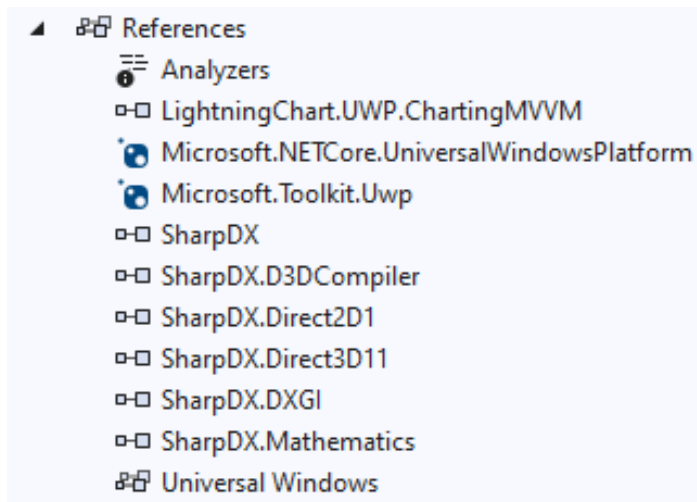 References
Analyzers
LightningChart.UWP.ChartingMVVM
Microsoft.NETCore.UniversalWindowsPlatform
Microsoft.Toolkit.Uwp
SharpDX
SharpDX.D3DCompiler
SharpDX.Direct2D1
SharpDX.Direct3D11
SharpDX.DXGI
SharpDX.Mathematics
Universal Windows